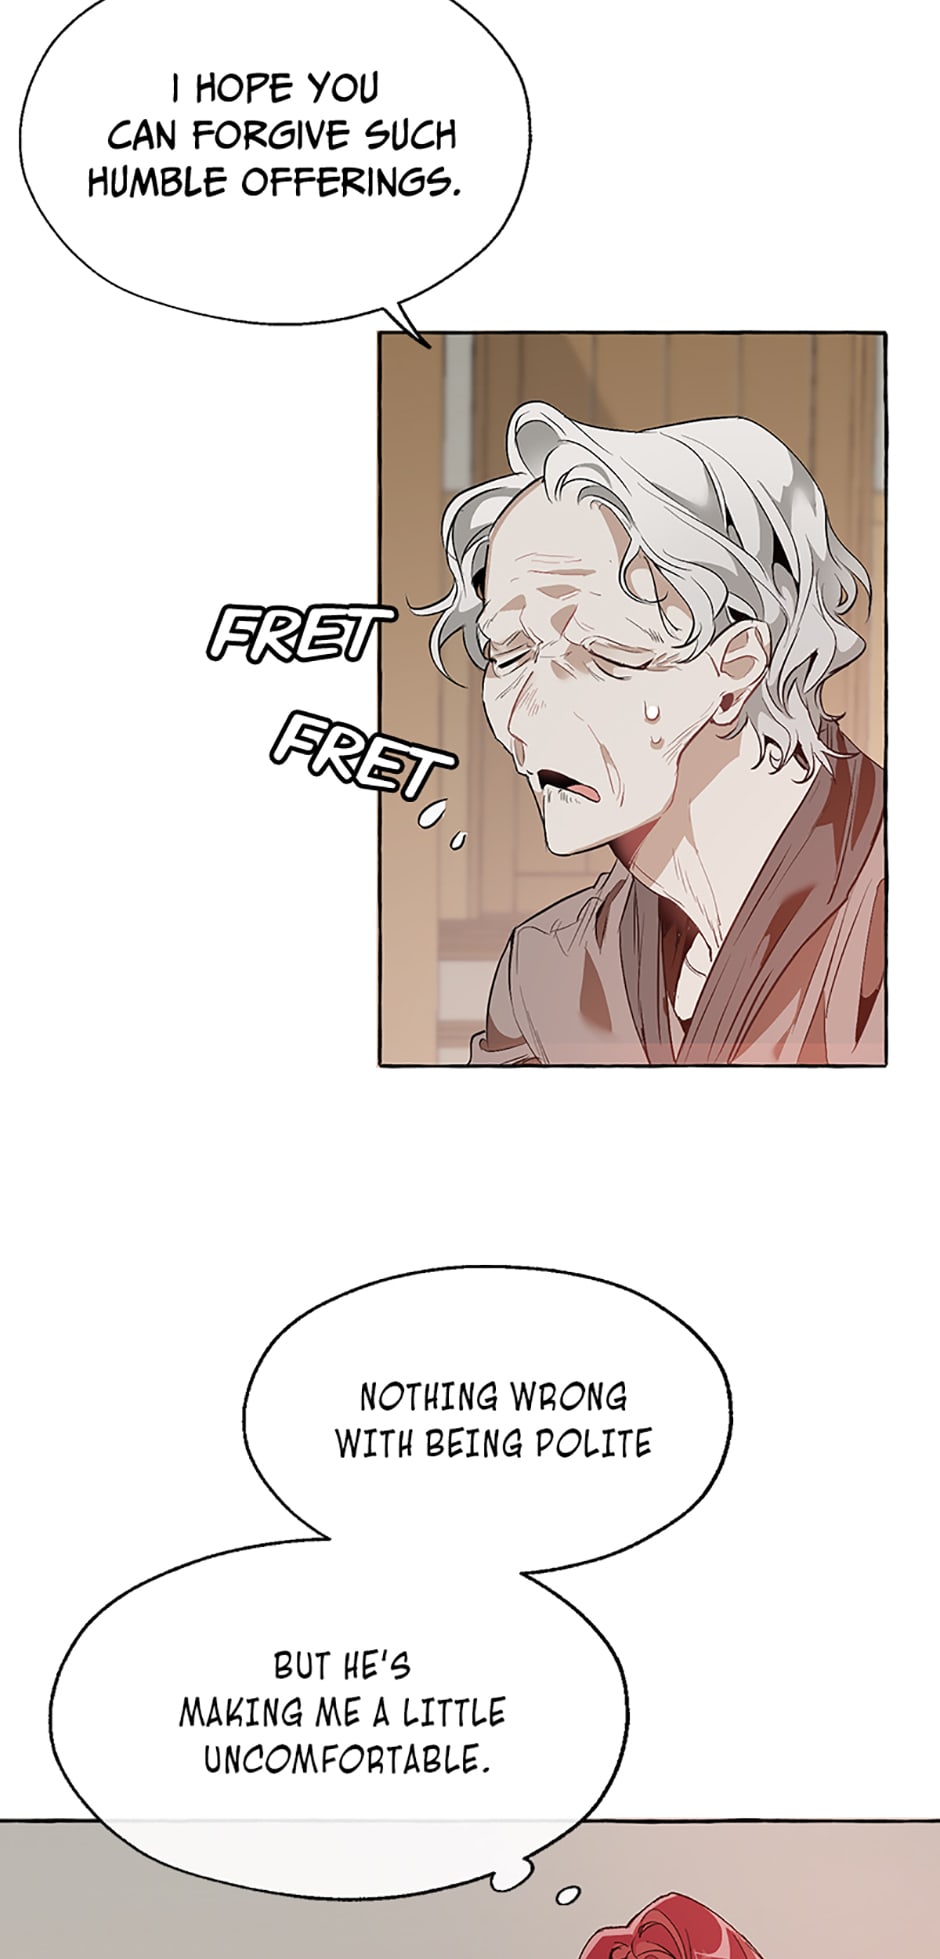 I HOPE YOU
CAN FORGIVE SUCH
HUMBLE OFFERINGS.
FRET
FRET
NOTHING WRONG
WITH BEING POLITE
BUT HE'S
MAKING ME A LITTLE
UNCOMFORTABLE.